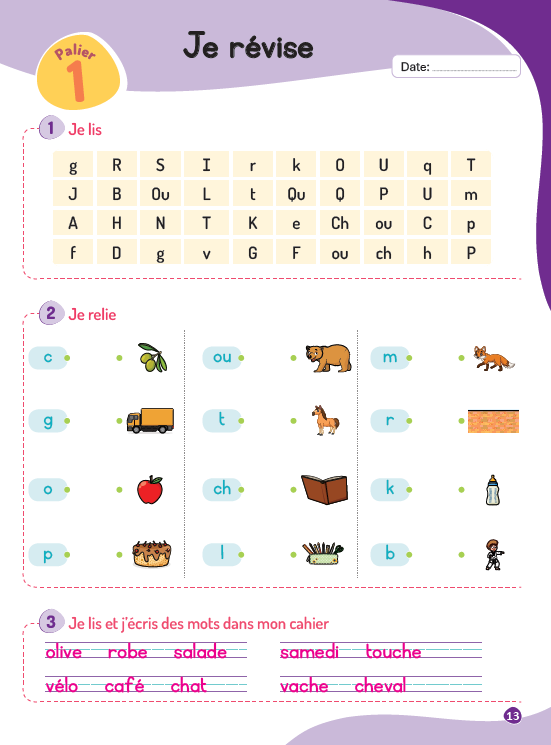 Je révise
Palier
1
Date:
1 Je lis
g R S I r k O U q T
J B Ou L t Qu Q P U m
A H N T K e Ch ou C p
f D g v G F ou ch h P
2 Je relie
c ou m
g t r
o ch k
p l b
3 Je lis et j'écris des mots dans mon cahier
olive robe salade samedi touche
vélo café chat vache cheval
13